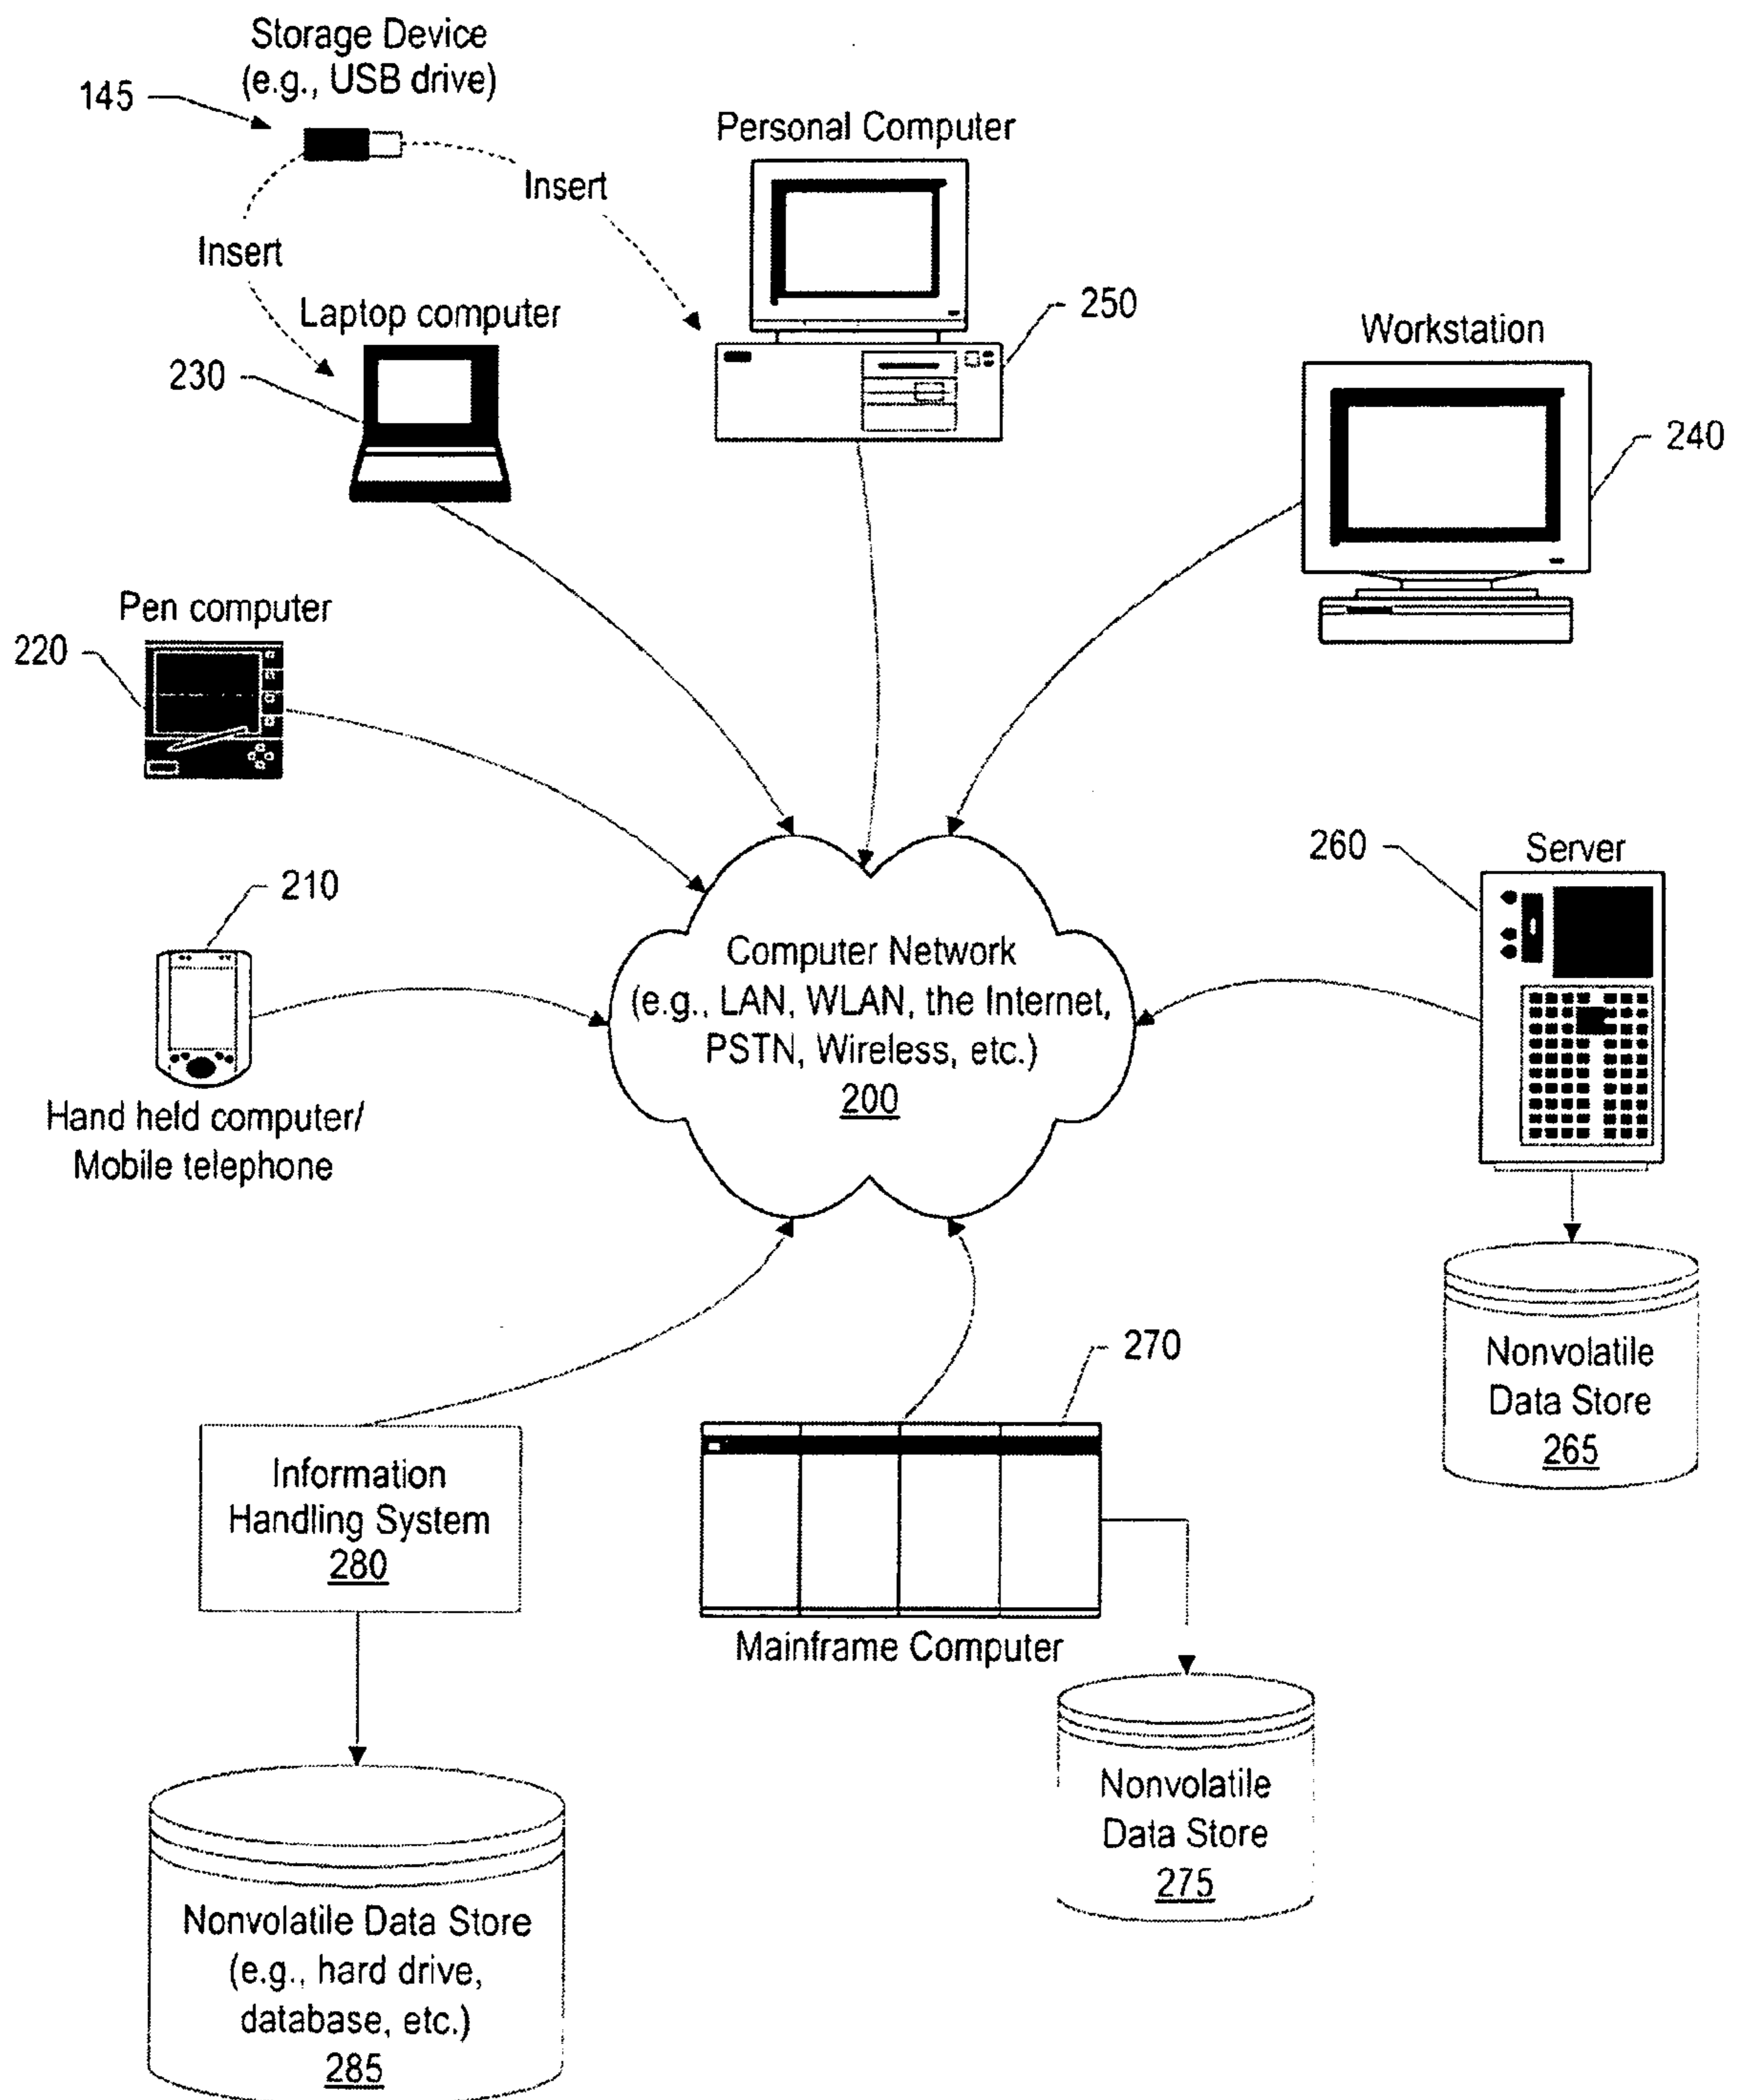 Storage Device
(e.g., USB drive)
145
Insert
Insert
Personal Computer
250
Laptop computer
230
Workstation
240
Pen computer
220
210
Hand held computer/
Mobile telephone
Computer Network
(e.g., LAN, WLAN, the Internet,
PSTN, Wireless, etc.)
200
260
Server
Nonvolatile
Data Store
265
270
Mainframe Computer
Nonvolatile
Data Store
275
Information
Handling System
280
Nonvolatile Data Store
(e.g., hard drive,
database, etc.)
285